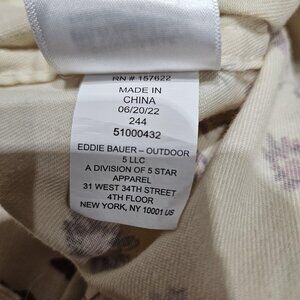 RN # 157622
MADE IN
CHINA
06/20/22
244
51000432
EDDIE BAUER – OUTDOOR
5 LLC
A DIVISION OF 5 STAR
APPAREL
31 WEST 34TH STREET
4TH FLOOR
NEW YORK, NY 10001 US